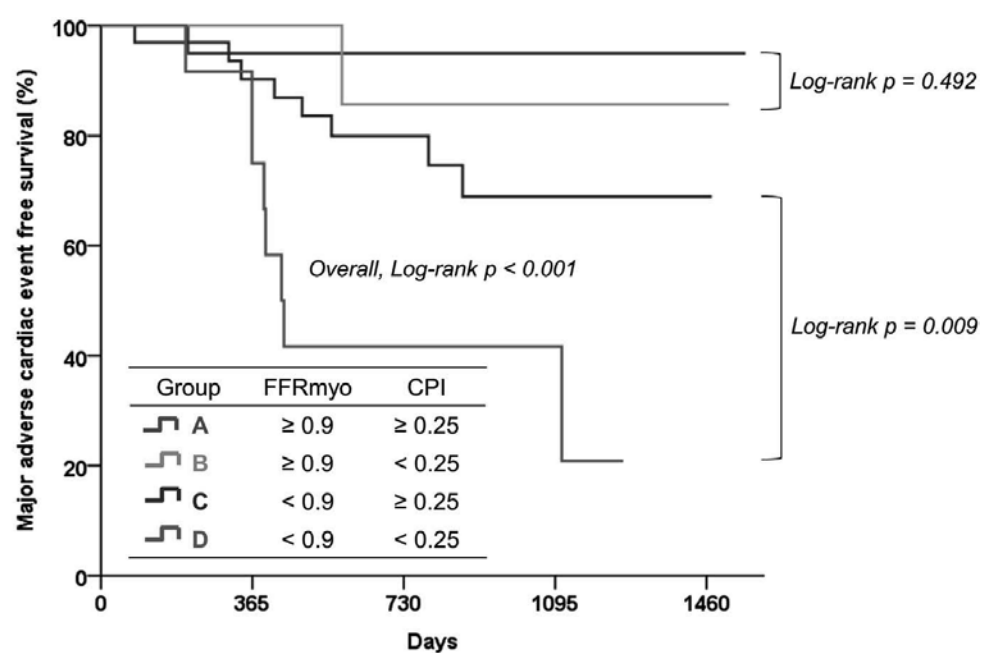 Major adverse cardiac event free survival (%)
100
80
60
40
20
0
Log-rank p = 0.492
Overall, Log-rank p < 0.001
Log-rank p = 0.009
Group FFRmyo CPI
A ≥ 0.9 ≥ 0.25
B ≥ 0.9 < 0.25
C < 0.9 ≥ 0.25
D < 0.9 < 0.25
0 365 730 1095 1460
Days